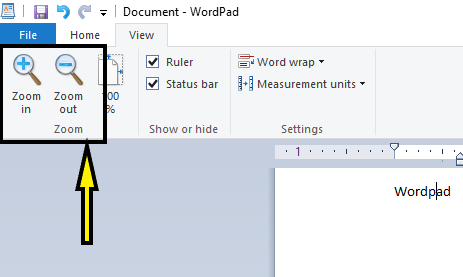 Document - WordPad
File Home View
Zoom in
Zoom out
100 %
Zoom
Ruler
Status bar
Show or hide
Word wrap
Measurement units
Settings
1
Wordpad